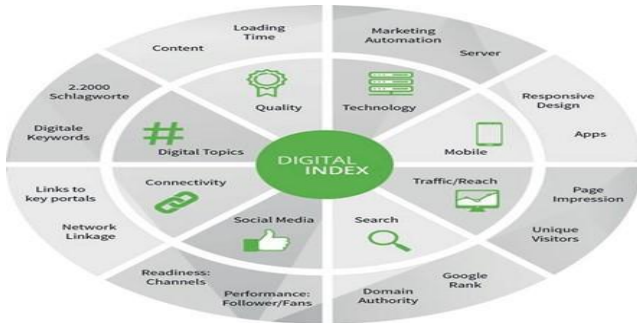 Loading
Time
Content
Marketing
Automation
Server
2.2000
Schlagworte
Digitale
Keywords
Responsive
Design
Apps
Quality
Technology
#
Digital Topics
Mobile
DIGITAL
INDEX
Connectivity
Traffic/Reach
Social Media
Search
Links to
key portals
Network
Linkage
Page
Impression
Unique
Visitors
Readiness:
Channels
Performance:
Follower/Fans
Domain
Authority
Google
Rank